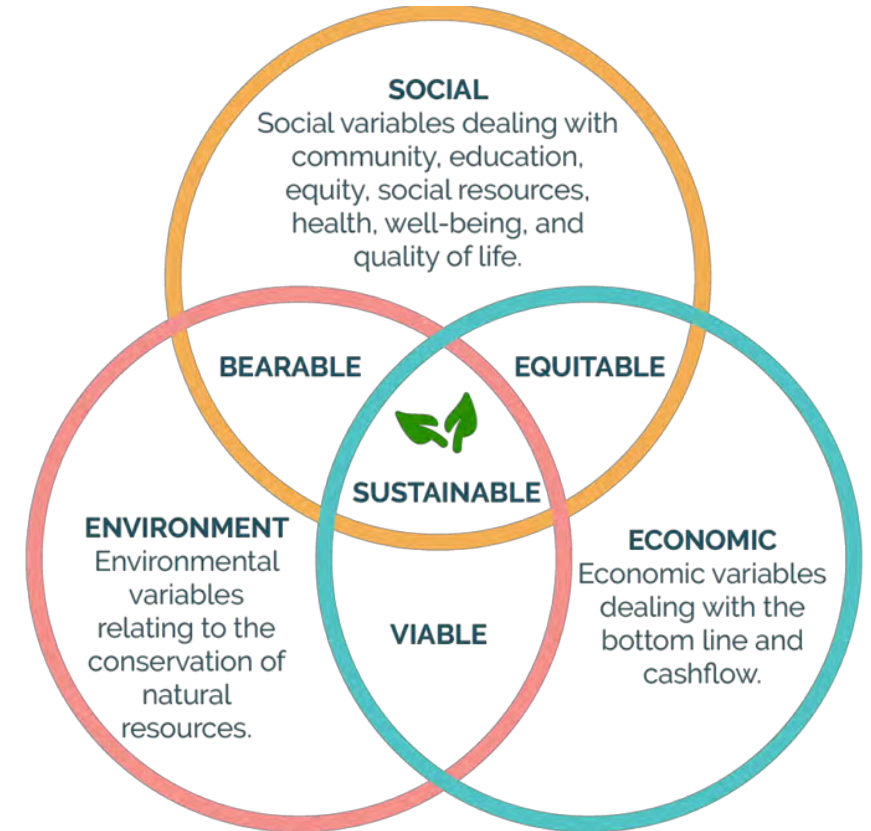 SOCIAL
Social variables dealing with
community, education,
equity, social resources,
health, well-being, and
quality of life.
BEARABLE
EQUITABLE
SUSTAINABLE
ENVIRONMENT
Environmental
variables
relating to the
conservation of
natural
resources.
ECONOMIC
Economic variables
dealing with the
bottom line and
cashflow.
VIABLE